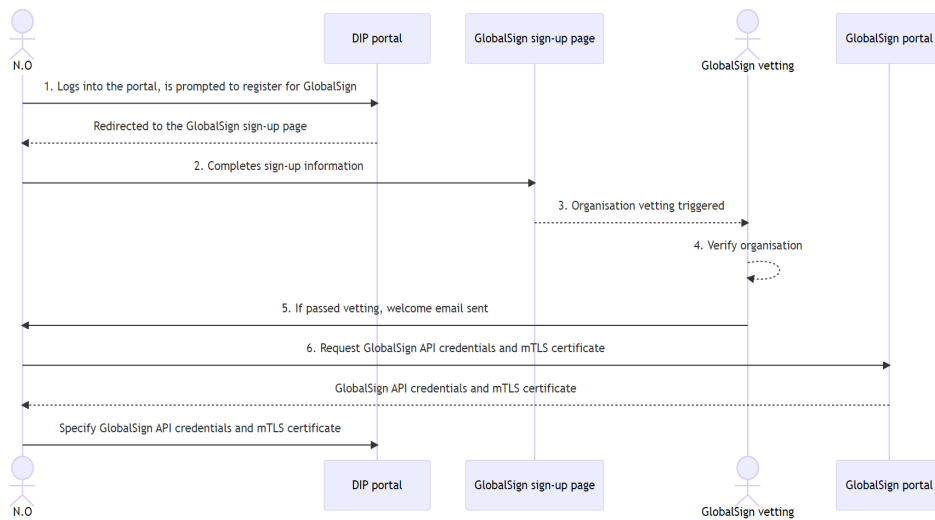 DIP portal
GlobalSign sign-up page
GlobalSign portal
N.O
GlobalSign vetting
1. Logs into the portal, is prompted to register for GlobalSign
Redirected to the GlobalSign sign-up page
2. Completes sign-up information
3. Organisation vetting triggered
4. Verify organisation
5. If passed vetting, welcome email sent
6. Request GlobalSign API credentials and mTLS certificate
GlobalSign API credentials and mTLS certificate
Specify GlobalSign API credentials and mTLS certificate
DIP portal
GlobalSign sign-up page
GlobalSign portal
N.O
GlobalSign vetting